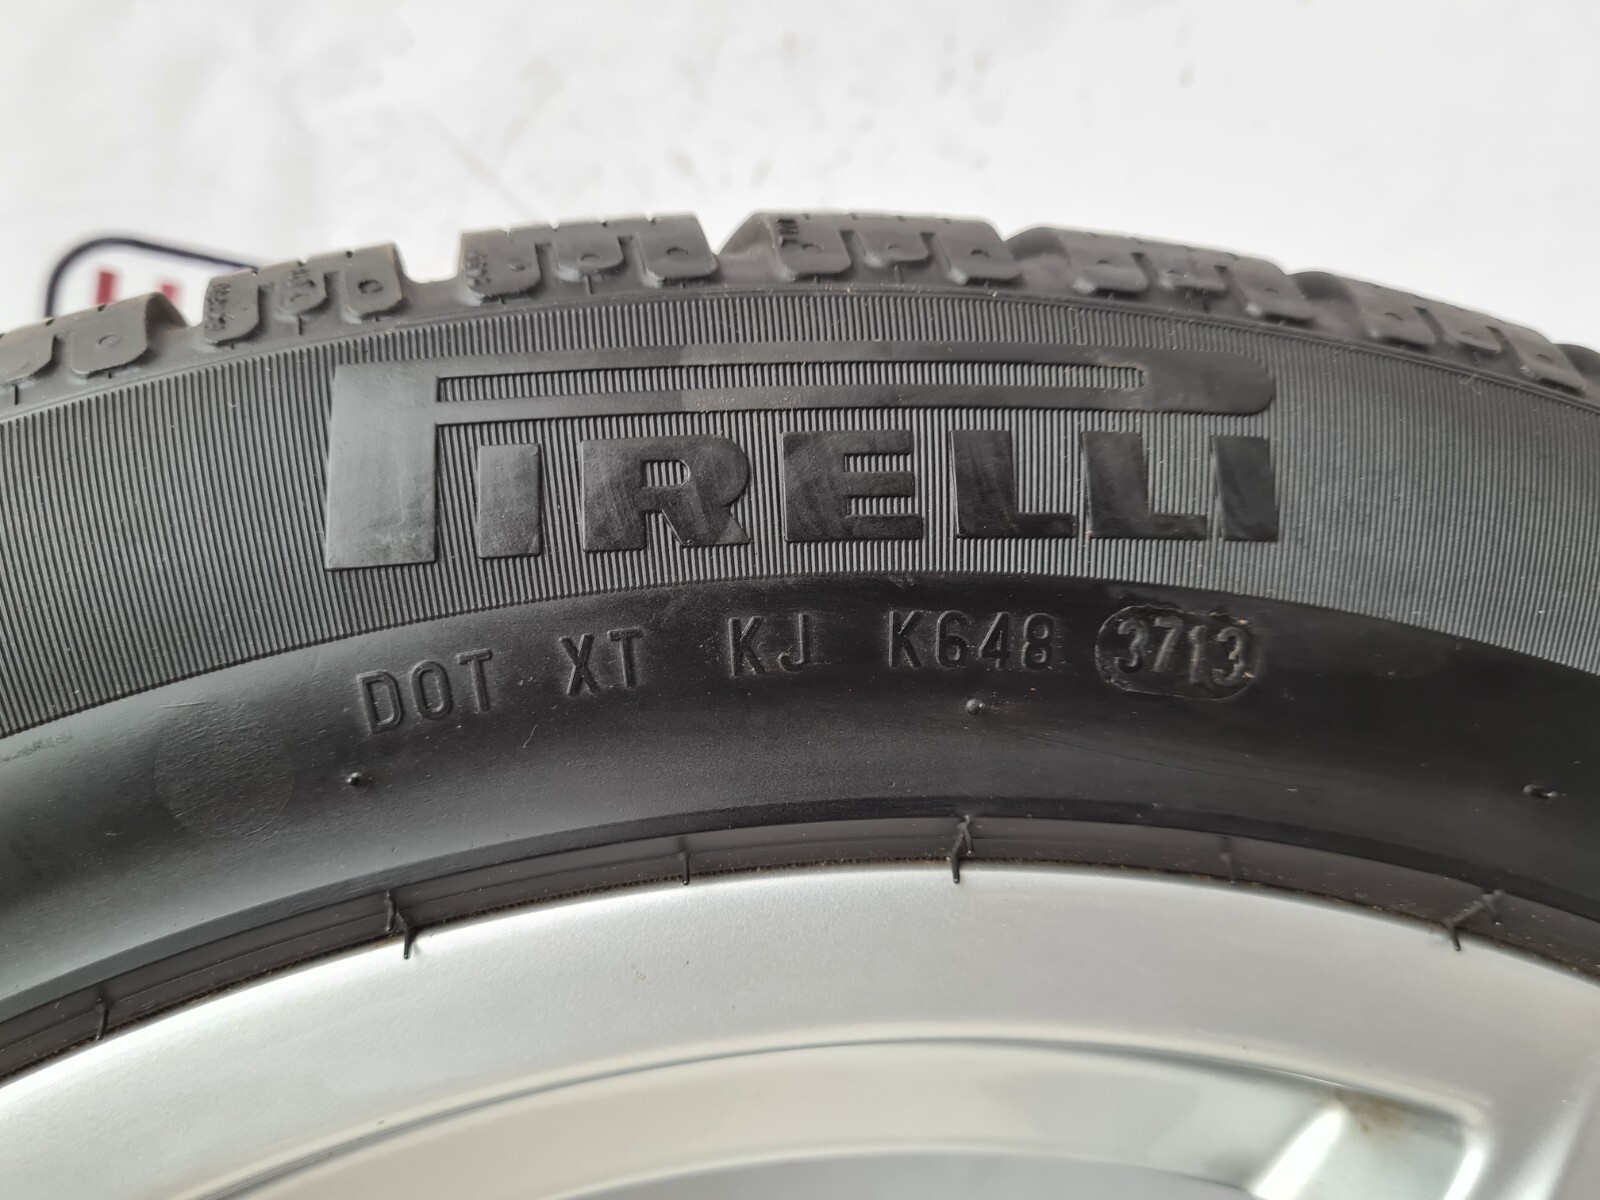 PIRELLI
DOT XT KJ K648 3713